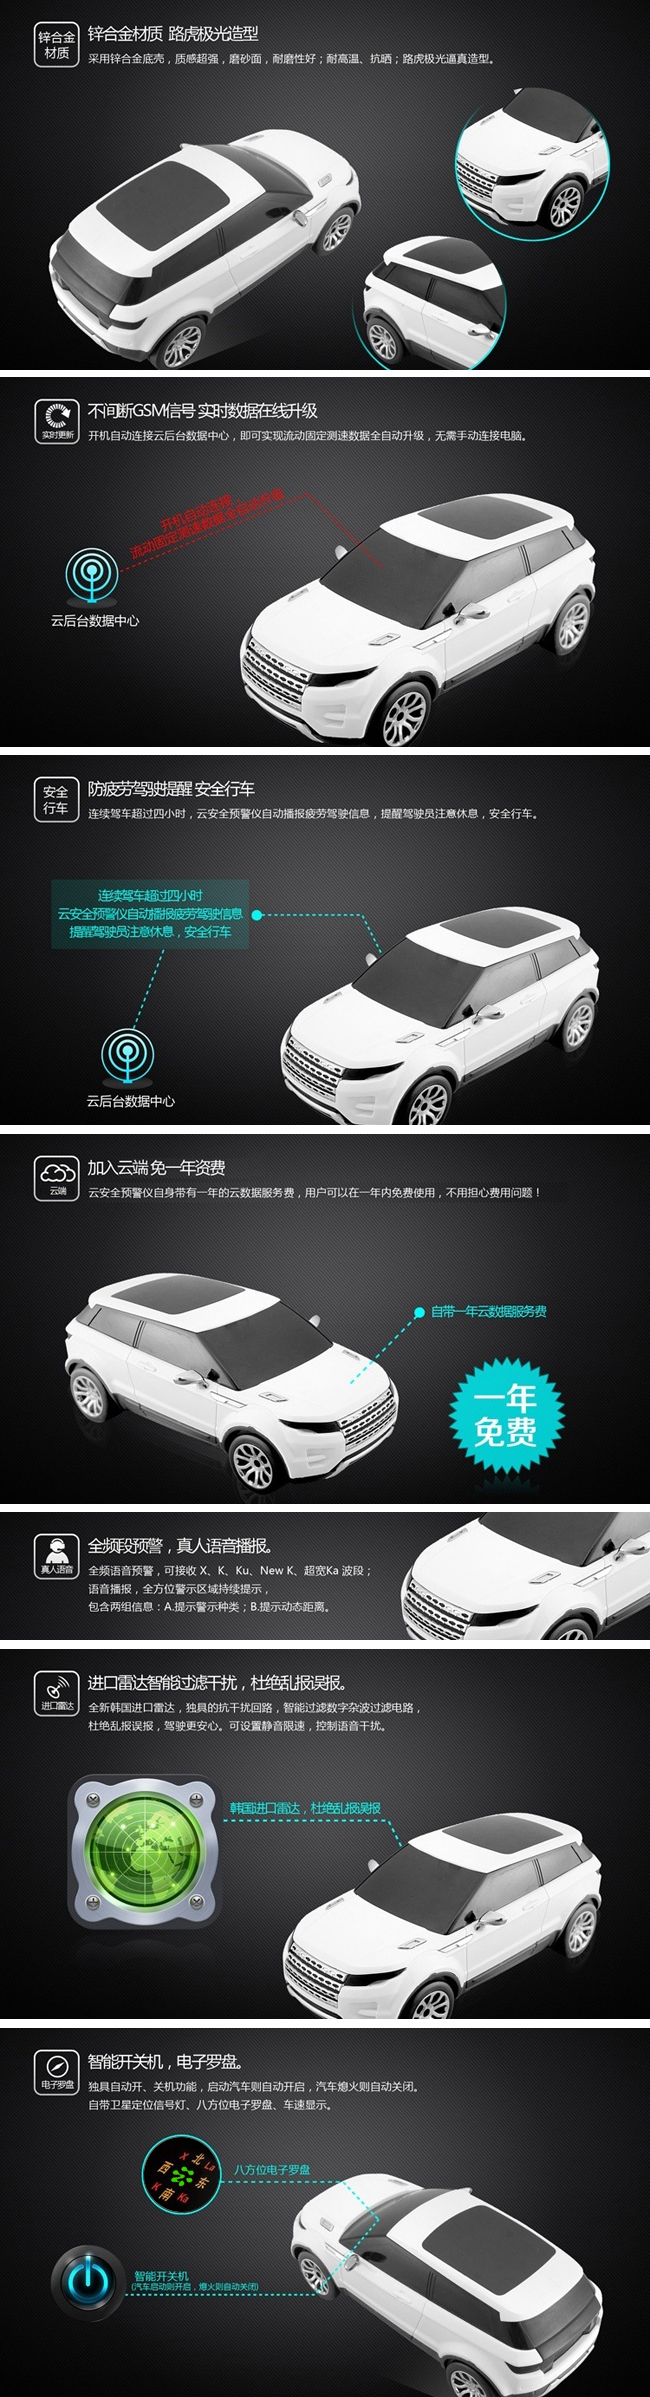 锌合金
材质
锌合金材质 路虎极光造型
采用锌合金底壳，质感超强，磨砂面，耐磨性好；耐高温、抗晒；路虎极光逼真造型。
实时更新
不间断GSM信号 实时数据在线升级
开机自动连接云后台数据中心，即可实现流动固定测速数据全自动升级，无需手动连接电脑。
开机自动连接，
流动固定测速数据全自动升级
云后台数据中心
安全
行车
防疲劳驾驶提醒 安全行车
连续驾车超过四小时，云安全预警仪自动播报疲劳驾驶信息，提醒驾驶员注意休息，安全行车。
连续驾车超过四小时
云安全预警仪自动播报疲劳驾驶信息
提醒驾驶员注意休息，安全行车
云后台数据中心
云端
加入云端 免一年资费
云安全预警仪自身带有一年的云数据服务费，用户可以在一年内免费使用，不用担心费用问题！
自带一年云数据服务费
一年
免费
真人语音
全频段预警，真人语音播报。
全频语音预警，可接收 X、K、Ku、New K、超宽Ka 波段；
语音播报，全方位警示区域持续提示，
包含两组信息：A.提示警示种类；B.提示动态距离。
进口雷达
进口雷达智能过滤干扰，杜绝乱报误报。
全新韩国进口雷达，独具的抗干扰回路，智能过滤数字杂波过滤电路，
杜绝乱报误报，驾驶更安心。可设置静音限速，控制语音干扰。
韩国进口雷达，杜绝乱报误报
电子罗盘
智能开关机，电子罗盘。
独具自动开、关机功能，启动汽车则自动开启，汽车熄火则自动关闭。
自带卫星定位信号灯、八方位电子罗盘、车速显示。
X 北 La
西 东
K 南 Ka
八方位电子罗盘
智能开关机
(汽车启动则开启，熄火则自动关闭)